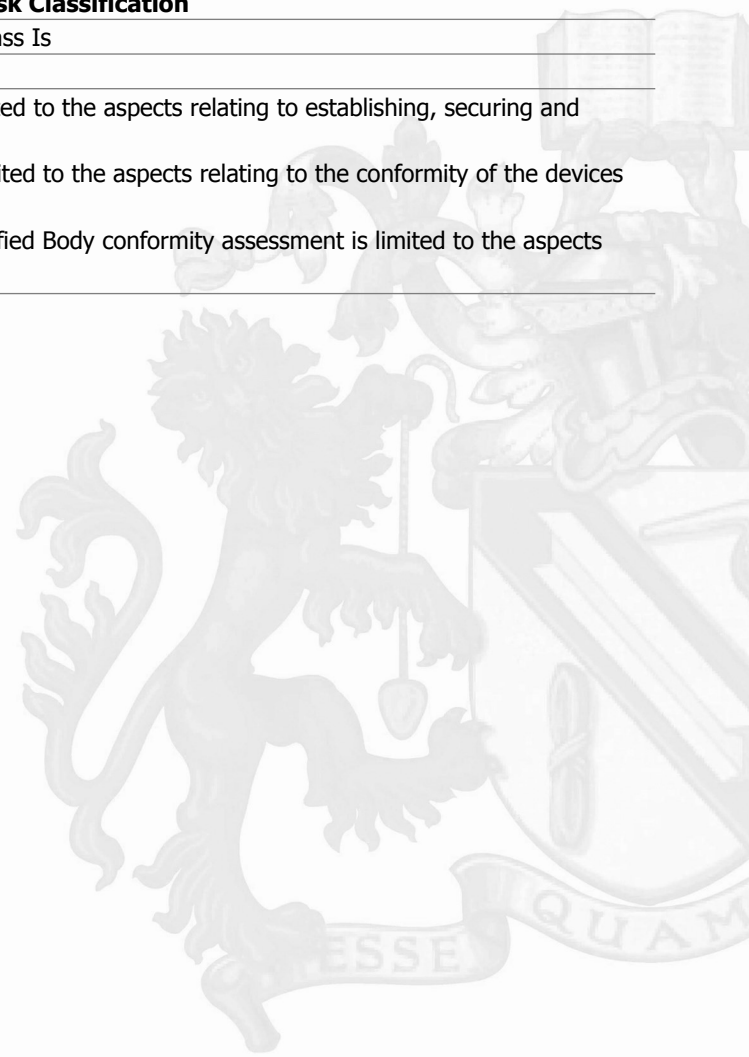 sk Classification
ass Is
ed to the aspects relating to establishing, securing and
ited to the aspects relating to the conformity of the devices
fied Body conformity assessment is limited to the aspects
ESSE QUAM